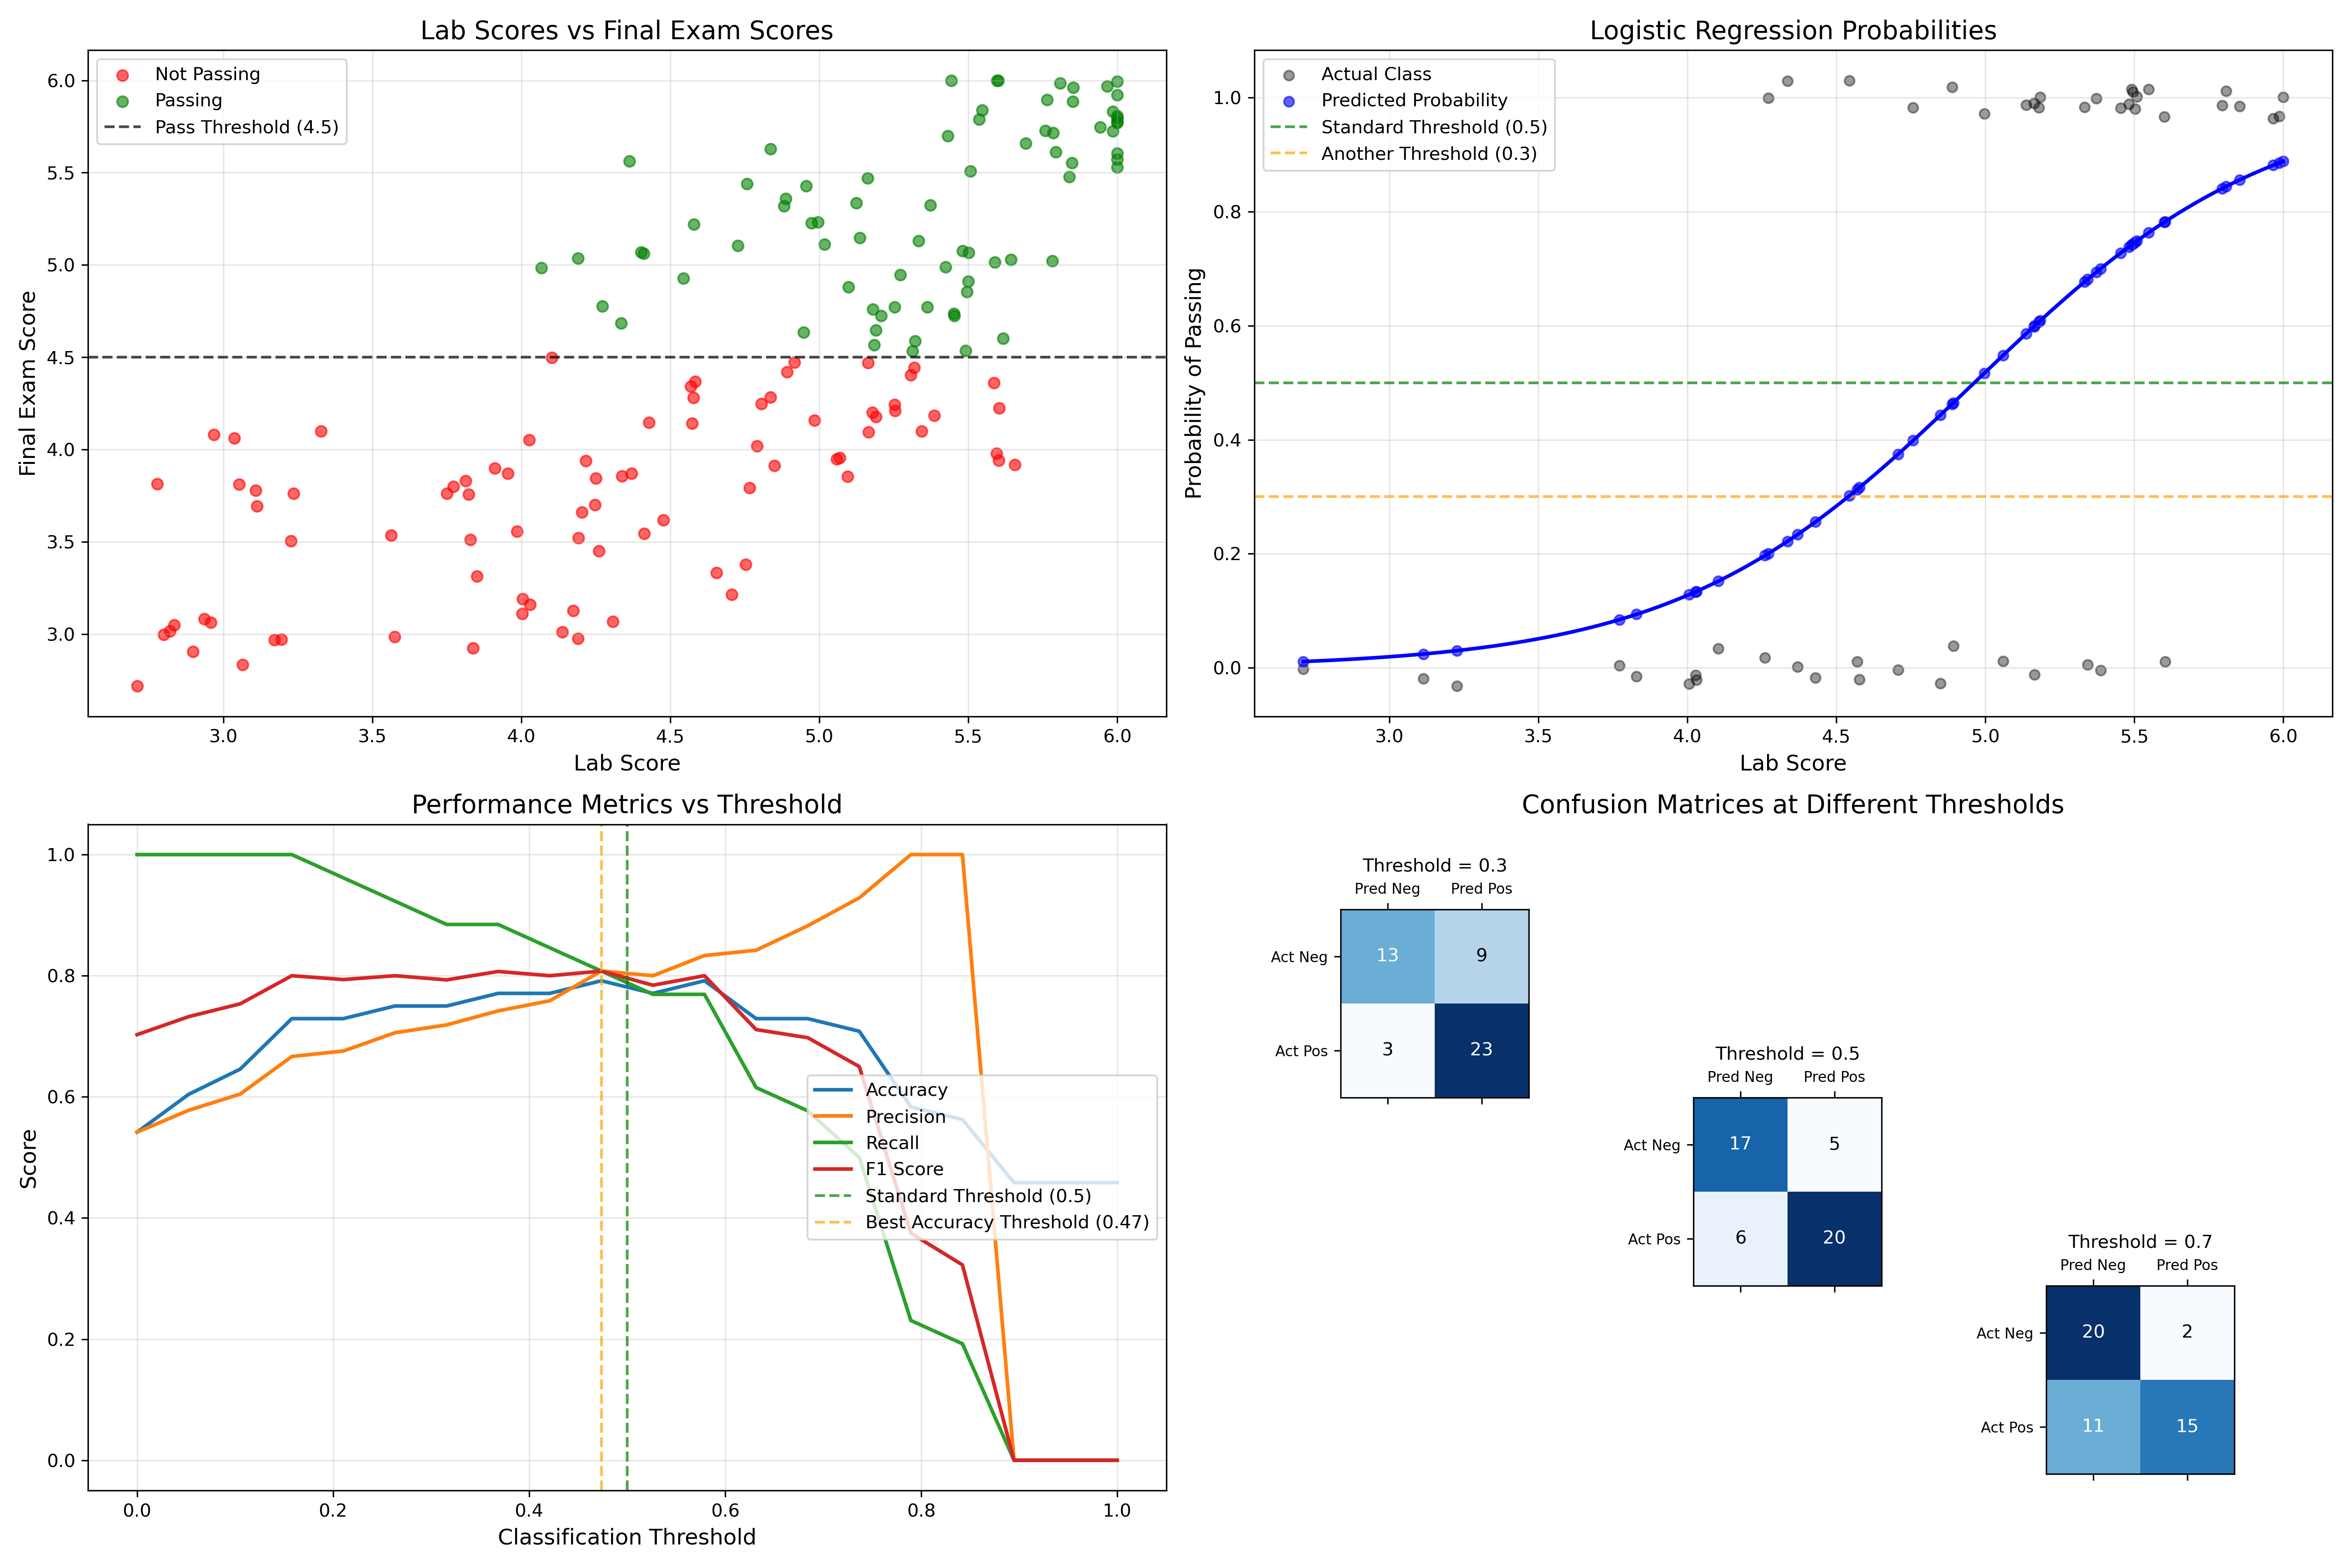 Lab Scores vs Final Exam Scores
Not Passing
Passing
Pass Threshold (4.5)
Final Exam Score
6.0
5.5
5.0
4.5
4.0
3.5
3.0
3.0 3.5 4.0 4.5 5.0 5.5 6.0
Lab Score
Logistic Regression Probabilities
Actual Class
Predicted Probability
Standard Threshold (0.5)
Another Threshold (0.3)
Probability of Passing
1.0
0.8
0.6
0.4
0.2
0.0
3.0 3.5 4.0 4.5 5.0 5.5 6.0
Lab Score
Performance Metrics vs Threshold
Score
1.0
0.8
0.6
0.4
0.2
0.0
Accuracy
Precision
Recall
F1 Score
Standard Threshold (0.5)
Best Accuracy Threshold (0.47)
0.0 0.2 0.4 0.6 0.8 1.0
Classification Threshold
Confusion Matrices at Different Thresholds
Threshold = 0.3
Pred Neg Pred Pos
Act Neg 13 9
Act Pos 3 23
Threshold = 0.5
Pred Neg Pred Pos
Act Neg 17 5
Act Pos 6 20
Threshold = 0.7
Pred Neg Pred Pos
Act Neg 20 2
Act Pos 11 15